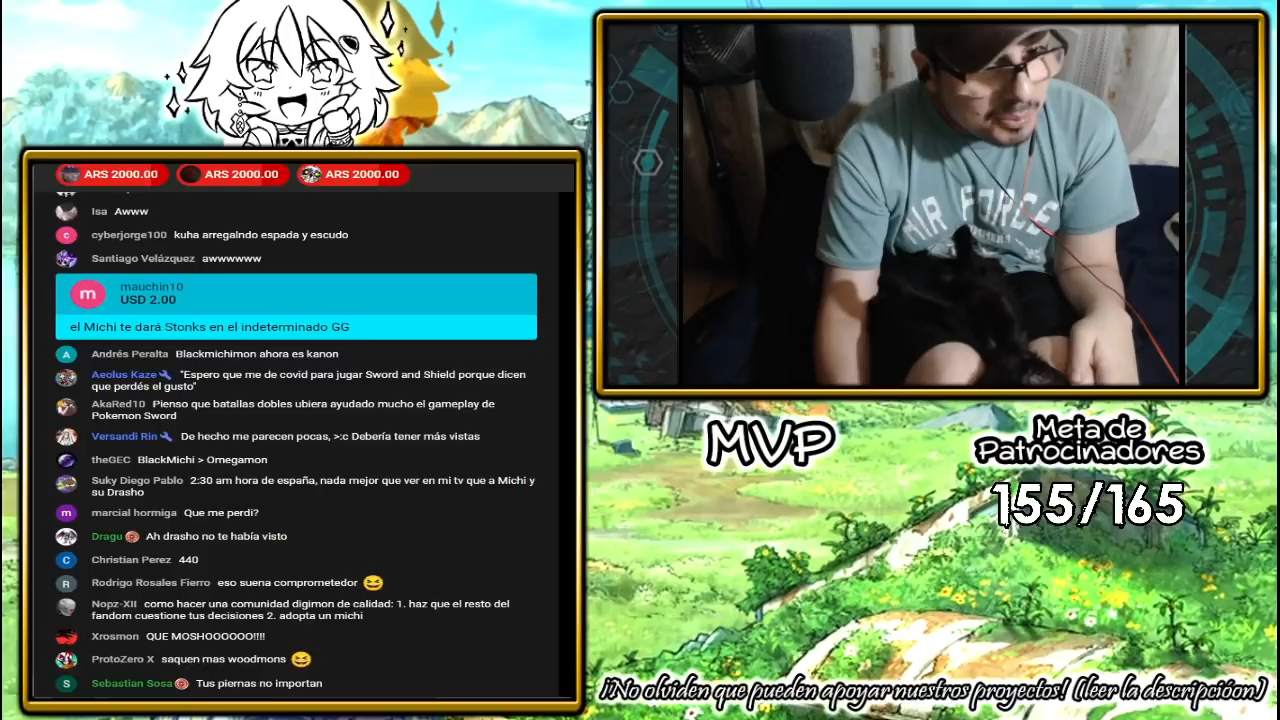 ARS 2000.00 ARS 2000.00 ARS 2000.00
Isa Awww
c cyberjorge100 kuha arregalndo espada y escudo
Santiago Velázquez awwwwww
m mauchin10
USD 2.00
el Michi te dará Stonks en el indeterminado GG
A Andrés Peralta Blackmichimon ahora es kanon
Aeolus Kaze "Espero que me de covid para jugar Sword and Shield porque dicen
que perdés el gusto"
AkaRed10 Pienso que batallas dobles ubiera ayudado mucho el gameplay de
Pokemon Sword
Versandi Rin De hecho me parecen pocas, >:c Debería tener más vistas
theGEC BlackMichi > Omegamon
Suky Diego Pablo 2:30 am hora de españa, nada mejor que ver en mi tv que a Michi y
su Drasho
m marcial hormiga Que me perdi?
Dragu Ah drasho no te había visto
C Christian Perez 440
R Rodrigo Rosales Fierro eso suena comprometedor
Nopz-XII como hacer una comunidad digimon de calidad: 1. haz que el resto del
fandom cuestione tus decisiones 2. adopta un michi
Xrosmon QUE MOSHOOOOOO!!!!
ProtoZero X saquen mas woodmons
S Sebastian Sosa Tus piernas no importan
AIR FORCE
MVP
Meta de
Patrocinadores
155/165
¡No olviden que pueden apoyar nuestros proyectos! (leer la descripcióon)